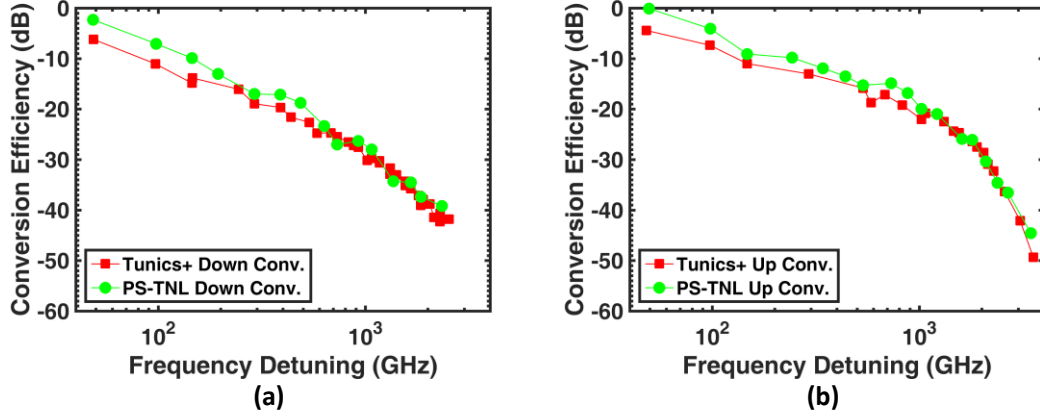 Conversion Efficiency (dB)
0
-10
-20
-30
-40
-50
-60
Tunics+ Down Conv.
PS-TNL Down Conv.
10²
10³
Frequency Detuning (GHz)
(a)
Conversion Efficiency (dB)
0
-10
-20
-30
-40
-50
-60
Tunics+ Up Conv.
PS-TNL Up Conv.
10²
10³
Frequency Detuning (GHz)
(b)